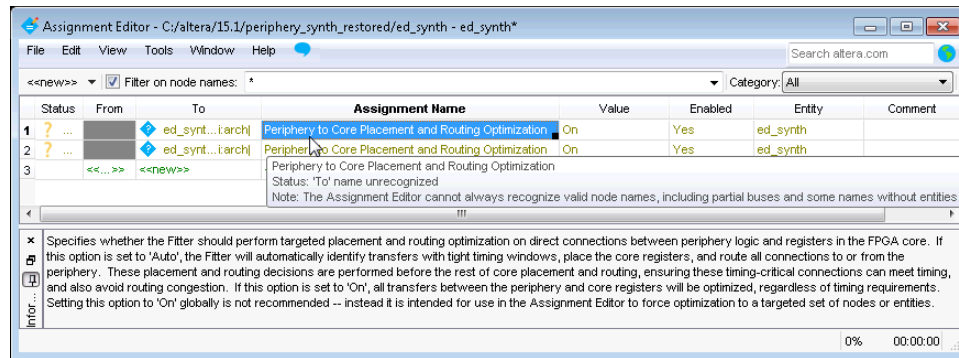 Assignment Editor - C:/altera/15.1/periphery_synth_restored/ed_synth - ed_synth*
File Edit View Tools Window Help
Search altera.com
<<new>> Filter on node names: * Category: All
Status From To Assignment Name Value Enabled Entity Comment
1 ? ... ed_synt...i:arch| Periphery to Core Placement and Routing Optimization On Yes ed_synth
2 ? ... ed_synt...i:arch| Periphery to Core Placement and Routing Optimization On Yes ed_synth
3 <<...>> <<new>>
Periphery to Core Placement and Routing Optimization
Status: 'To' name unrecognized
Note: The Assignment Editor cannot always recognize valid node names, including partial buses and some names without entities
Specifies whether the Fitter should perform targeted placement and routing optimization on direct connections between periphery logic and registers in the FPGA core. If
this option is set to 'Auto', the Fitter will automatically identify transfers with tight timing windows, place the core registers, and route all connections to or from the
periphery. These placement and routing decisions are performed before the rest of core placement and routing, ensuring these timing-critical connections can meet timing,
and also avoid routing congestion. If this option is set to 'On', all transfers between the periphery and core registers will be optimized, regardless of timing requirements.
Setting this option to 'On' globally is not recommended -- instead it is intended for use in the Assignment Editor to force optimization to a targeted set of nodes or entities.
Infor...
0% 00:00:00